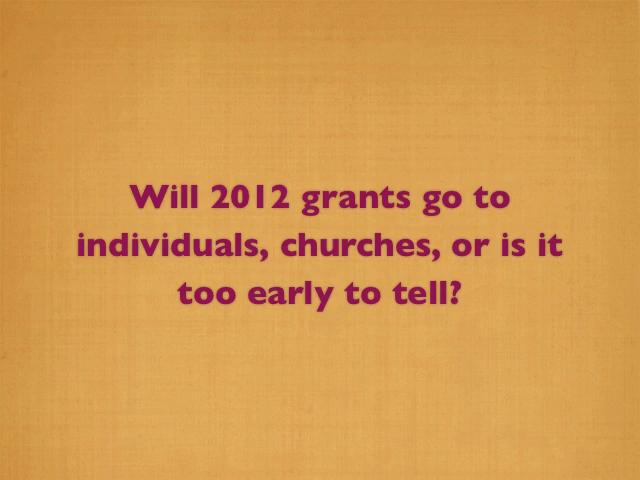 Will 2012 grants go to
individuals, churches, or is it
too early to tell?